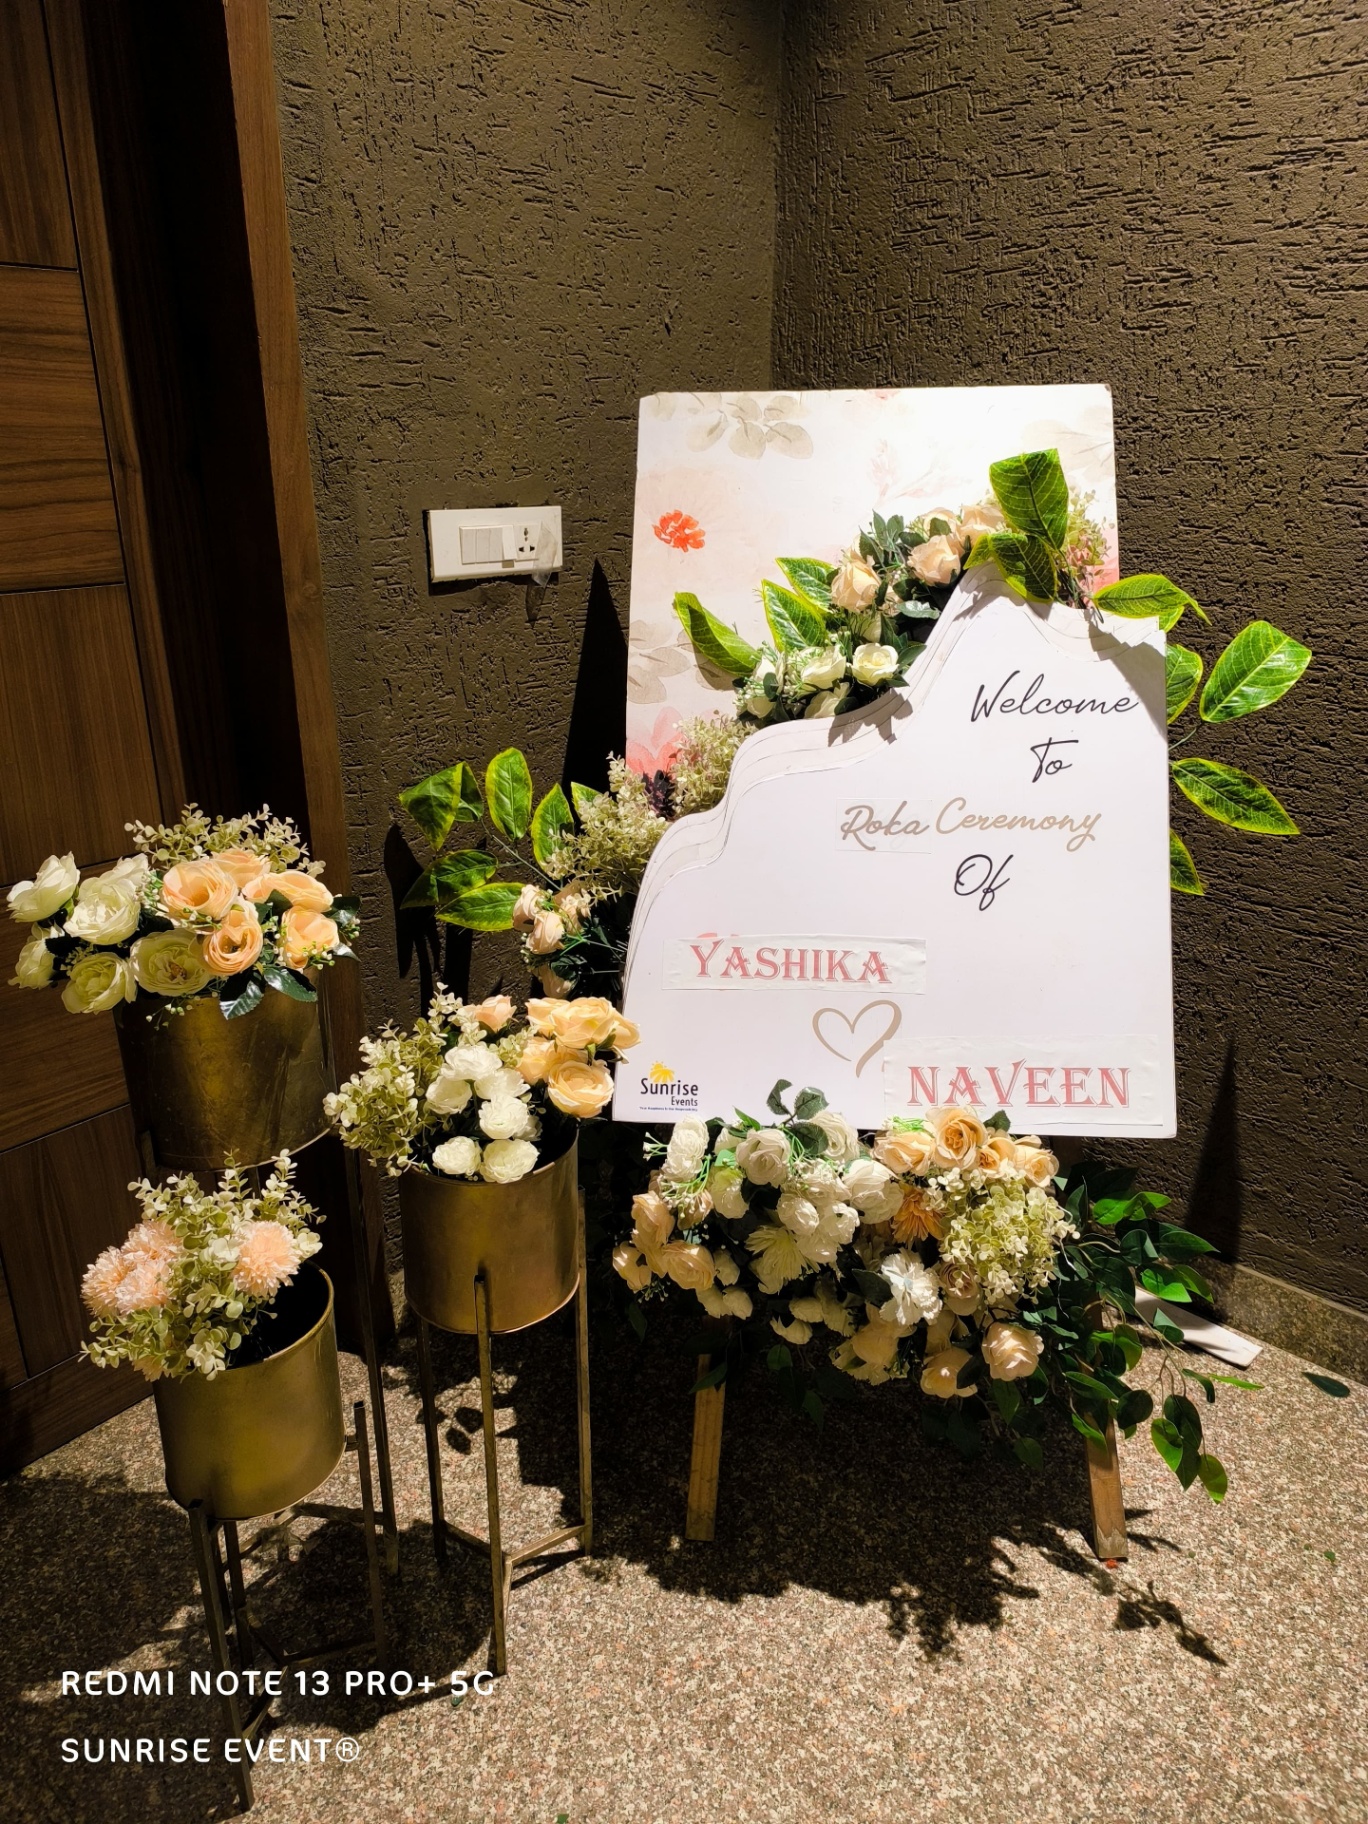 Welcome
To
Roka Ceremony
Of
YASHIKA
NAVEEN
Sunrise
Events
REDMI NOTE 13 PRO+ 5G
SUNRISE EVENT®